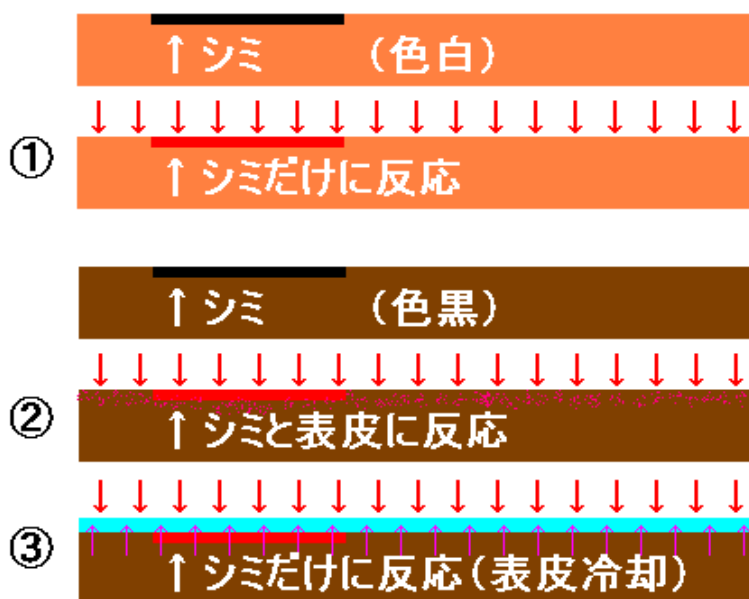 ↑シミ (色白)
①
↑シミだけに反応
↑シミ (色黒)
②
↑シミと表皮に反応
③
↑シミだけに反応(表皮冷却)